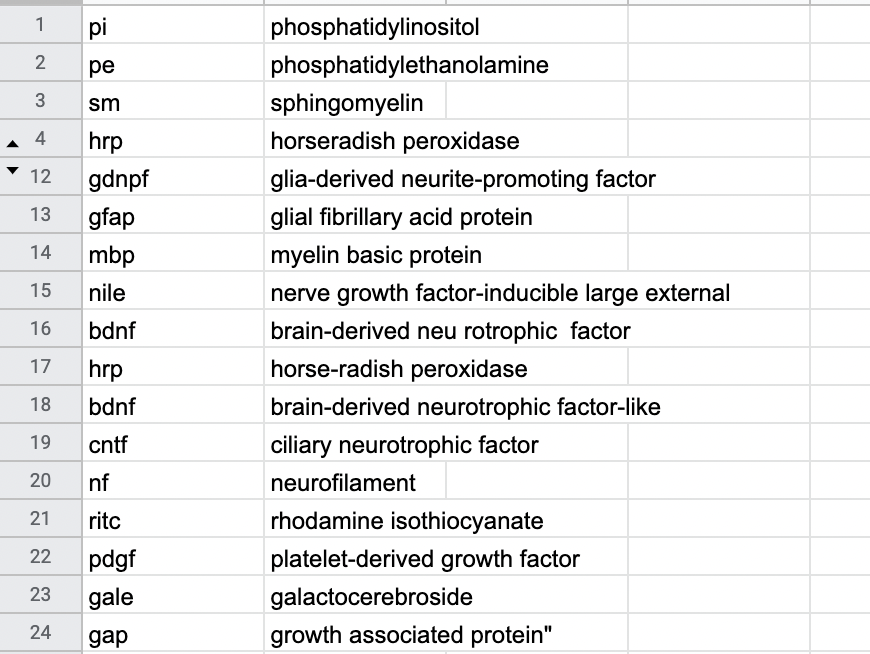 1 pi phosphatidylinositol
2 pe phosphatidylethanolamine
3 sm sphingomyelin
4 hrp horseradish peroxidase
12 gdnpf glia-derived neurite-promoting factor
13 gfap glial fibrillary acid protein
14 mbp myelin basic protein
15 nile nerve growth factor-inducible large external
16 bdnf brain-derived neu rotrophic  factor
17 hrp horse-radish peroxidase
18 bdnf brain-derived neurotrophic factor-like
19 cntf ciliary neurotrophic factor
20 nf neurofilament
21 ritc rhodamine isothiocyanate
22 pdgf platelet-derived growth factor
23 gale galactocerebroside
24 gap growth associated protein"